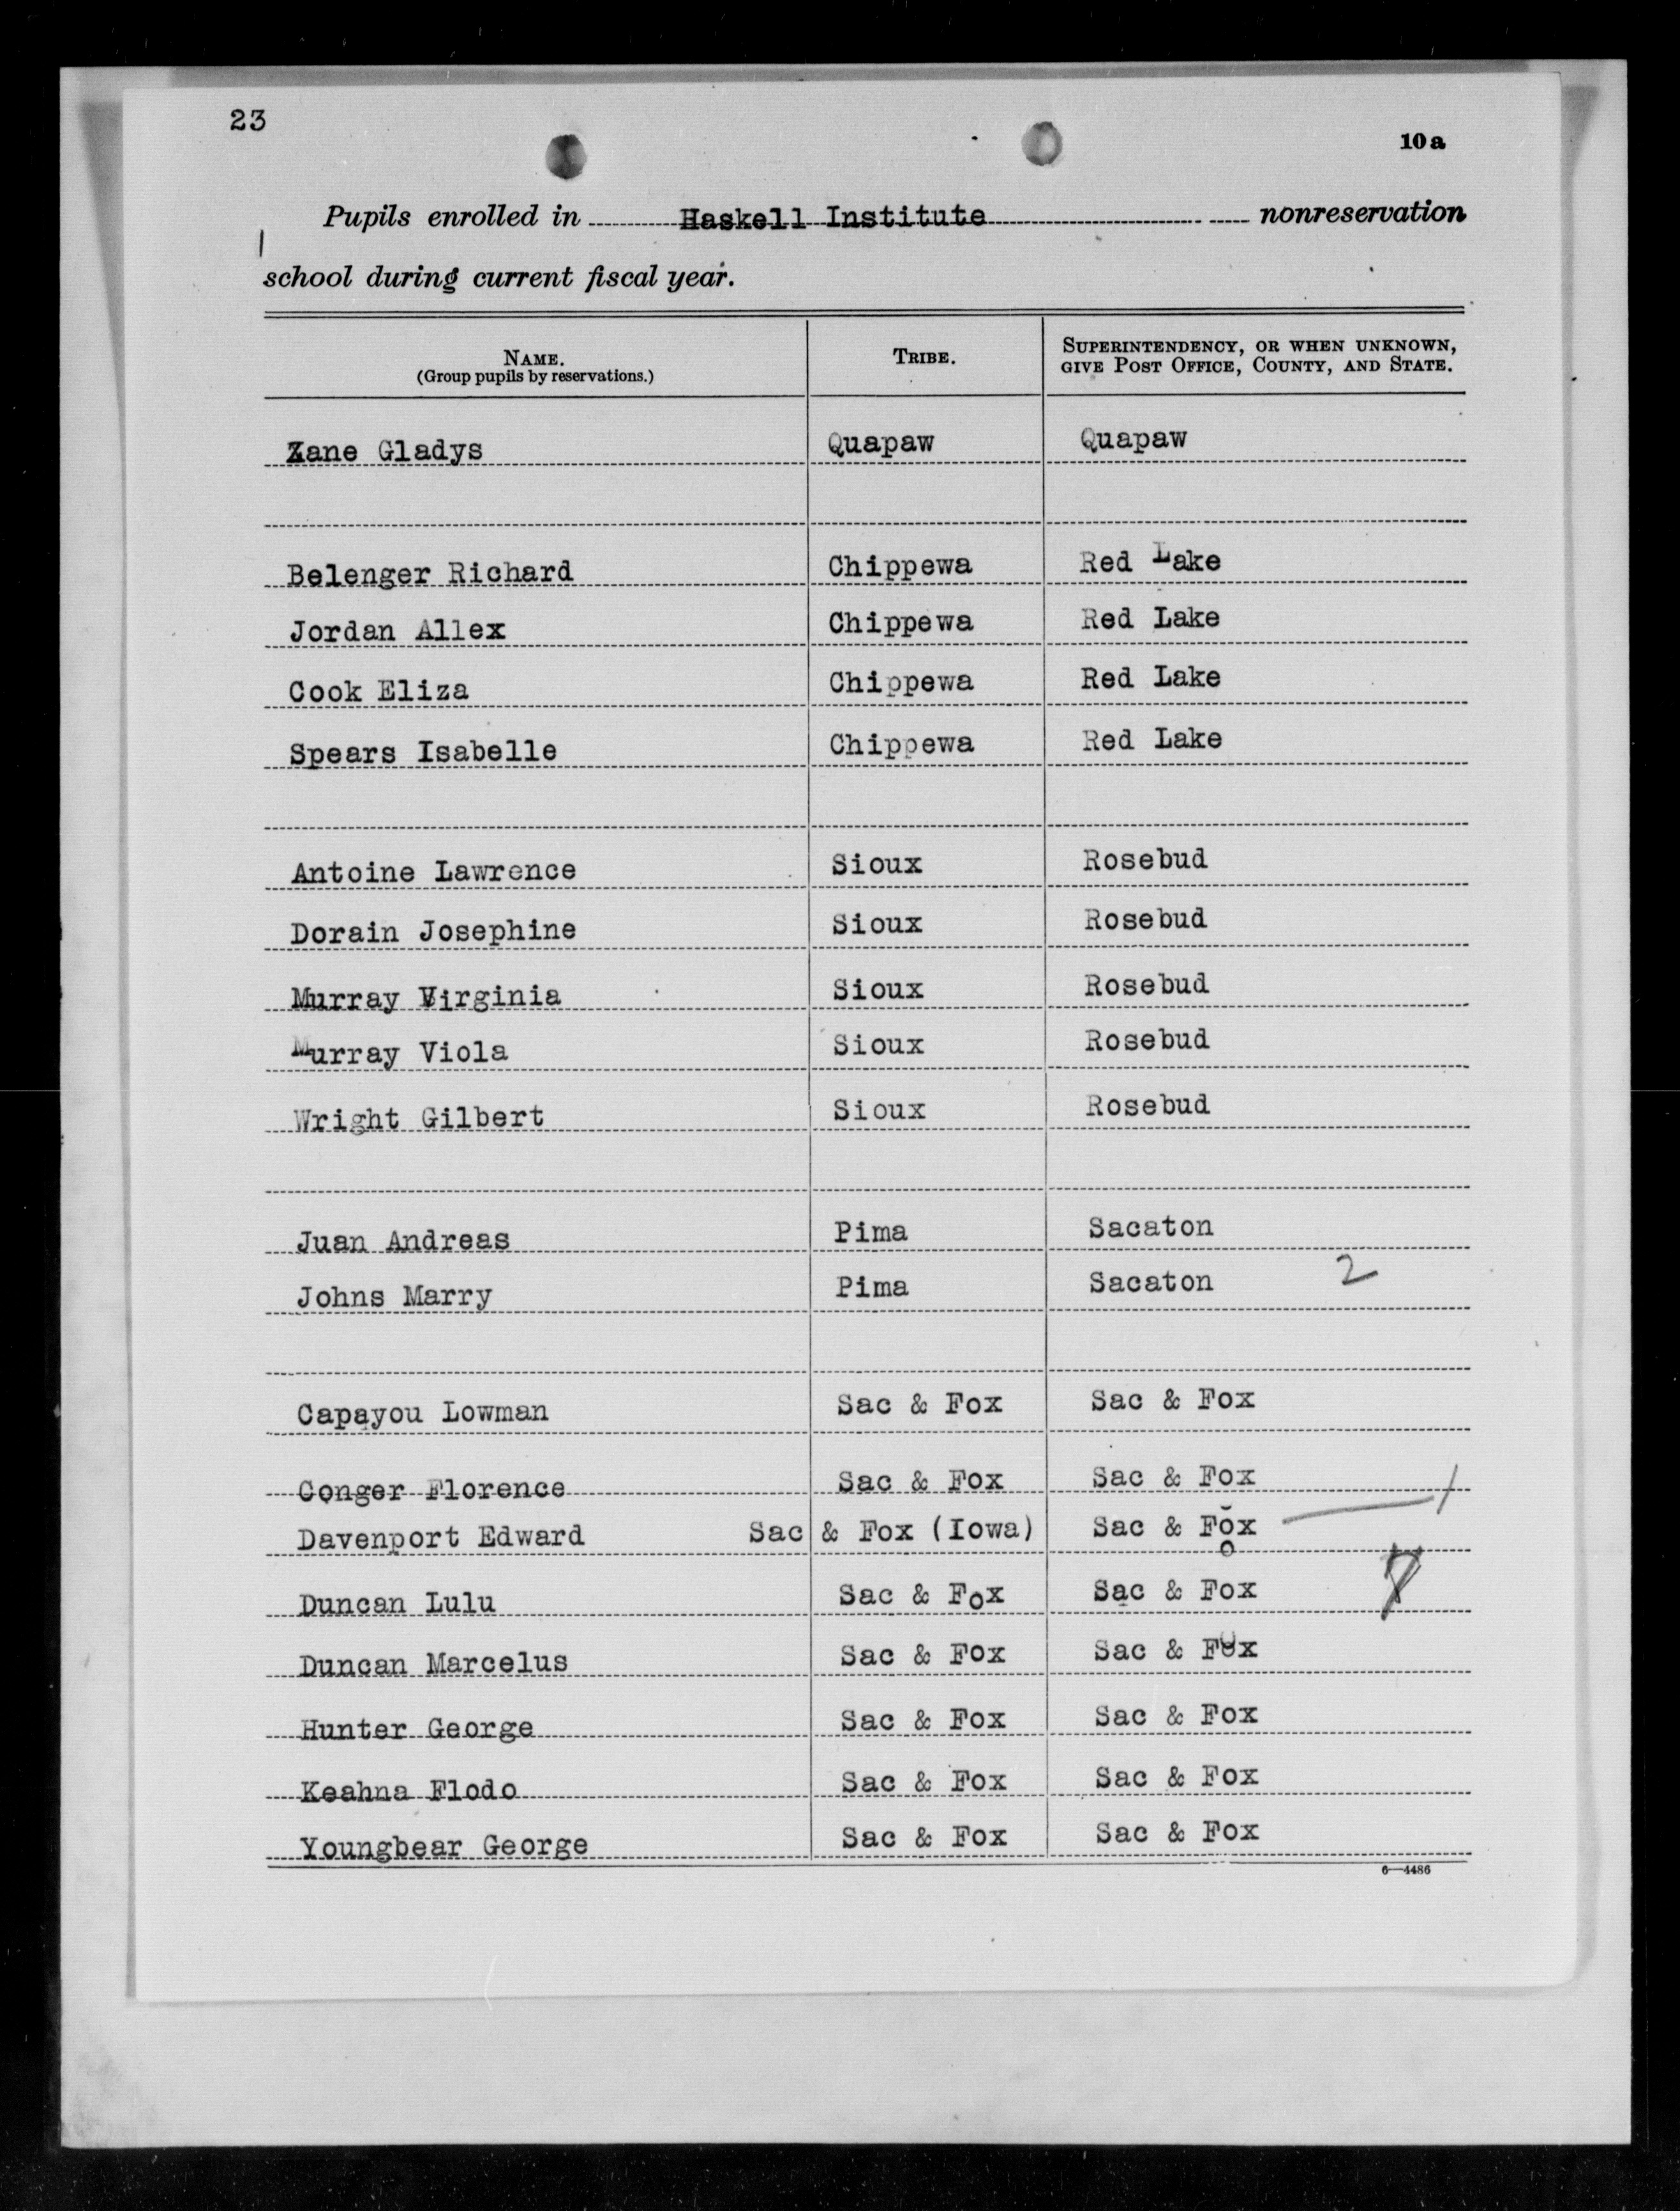 23
10a
Pupils enrolled in Haskell Institute nonreservation
school during current fiscal year.
NAME.
(Group pupils by reservations.)
TRIBE.
SUPERINTENDENCY, OR WHEN UNKNOWN,
GIVE POST OFFICE, COUNTY, AND STATE.
Zane Gladys Quapaw Quapaw
Belenger Richard Chippewa Red Lake
Jordan Allex Chippewa Red Lake
Cook Eliza Chippewa Red Lake
Spears Isabelle Chippewa Red Lake
Antoine Lawrence Sioux Rosebud
Dorain Josephine Sioux Rosebud
Murray Virginia Sioux Rosebud
Murray Viola Sioux Rosebud
Wright Gilbert Sioux Rosebud
Juan Andreas Pima Sacaton
Johns Marry Pima Sacaton 2
Capayou Lowman Sac & Fox Sac & Fox
Conger Florence Sac & Fox Sac & Fox
Davenport Edward Sac & Fox (Iowa) Sac & Fox 1
Duncan Lulu Sac & Fox Sac & Fox
Duncan Marcelus Sac & Fox Sac & Fox
Hunter George Sac & Fox Sac & Fox
Keahna Flodo Sac & Fox Sac & Fox
Youngbear George Sac & Fox Sac & Fox
6—4486